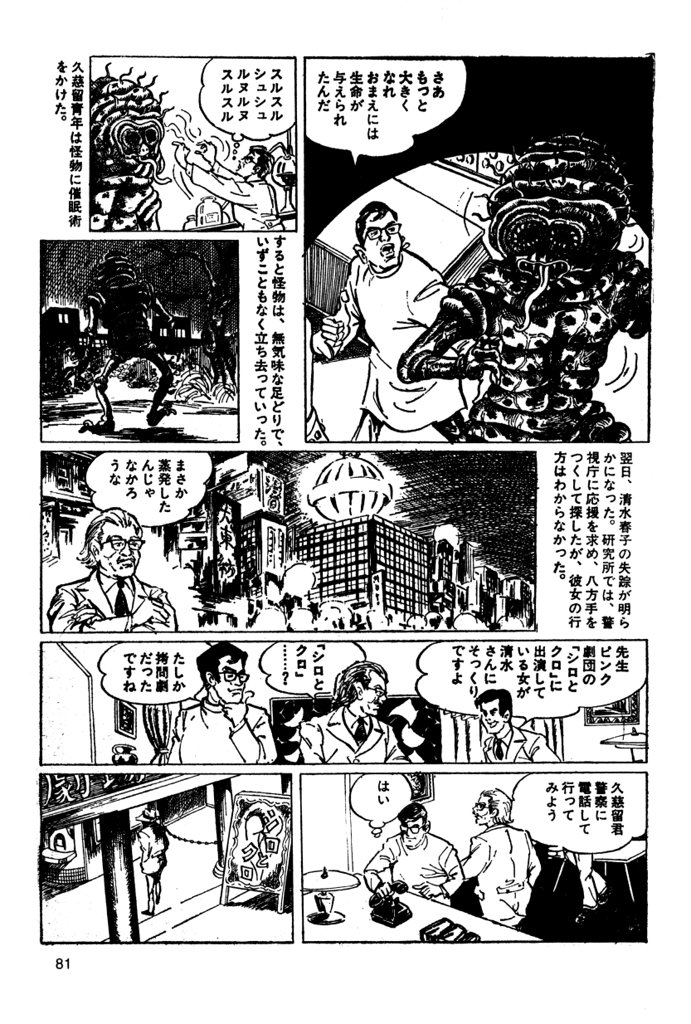 さあ
もっと
大きく
なれ
おまえには
生命が
与えられ
たんだ
スルスル
シュシュ
ルヌルヌ
スルスル
久慈留青年は怪物に催眠術
をかけた。
すると怪物は、無気味な足どりで、
いずこともなく立ち去っていった。
翌日、清水春子の失踪が明ら
かになった。研究所では、警
視庁に応援を求め、八方手を
つくして探したが、彼女の行
方はわからなかった。
まさか
蒸発した
んじゃ
なかろ
うな
先生
ピンク
劇団の
『シロと
クロ』に
出演して
いる女が
清水
さんに
そっくり
ですよ
『シロと
クロ』
……?
たしか
拷問劇
だった
ですね
久慈留君
警察に
電話して
行って
みよう
はい
シロと
クロ
81